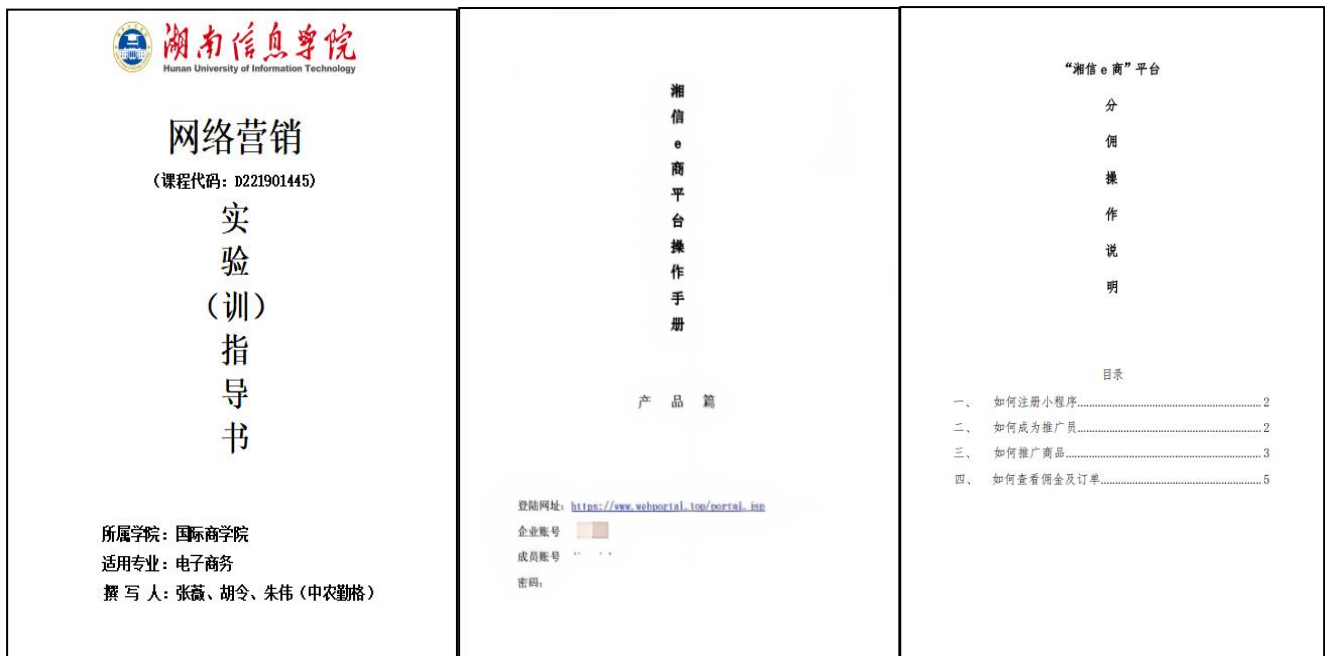 湖南信息学院
Hunan University of Information Technology
网络营销
(课程代码: D221901445)
实
验
(训)
指
导
书
所属学院: 国际商学院
适用专业: 电子商务
撰 写 人: 张薇、胡令、朱伟 (中农勤格)
湘
信
e
商
平
台
操
作
手
册
产 品 篇
登陆网址: https://www.webportal.top/portal.jsp
企业账号
成员账号
密码:
“湘信 e 商”平台
分
佣
操
作
说
明
目录
一、 如何注册小程序 2
二、 如何成为推广员 2
三、 如何推广商品 3
四、 如何查看佣金及订单 5